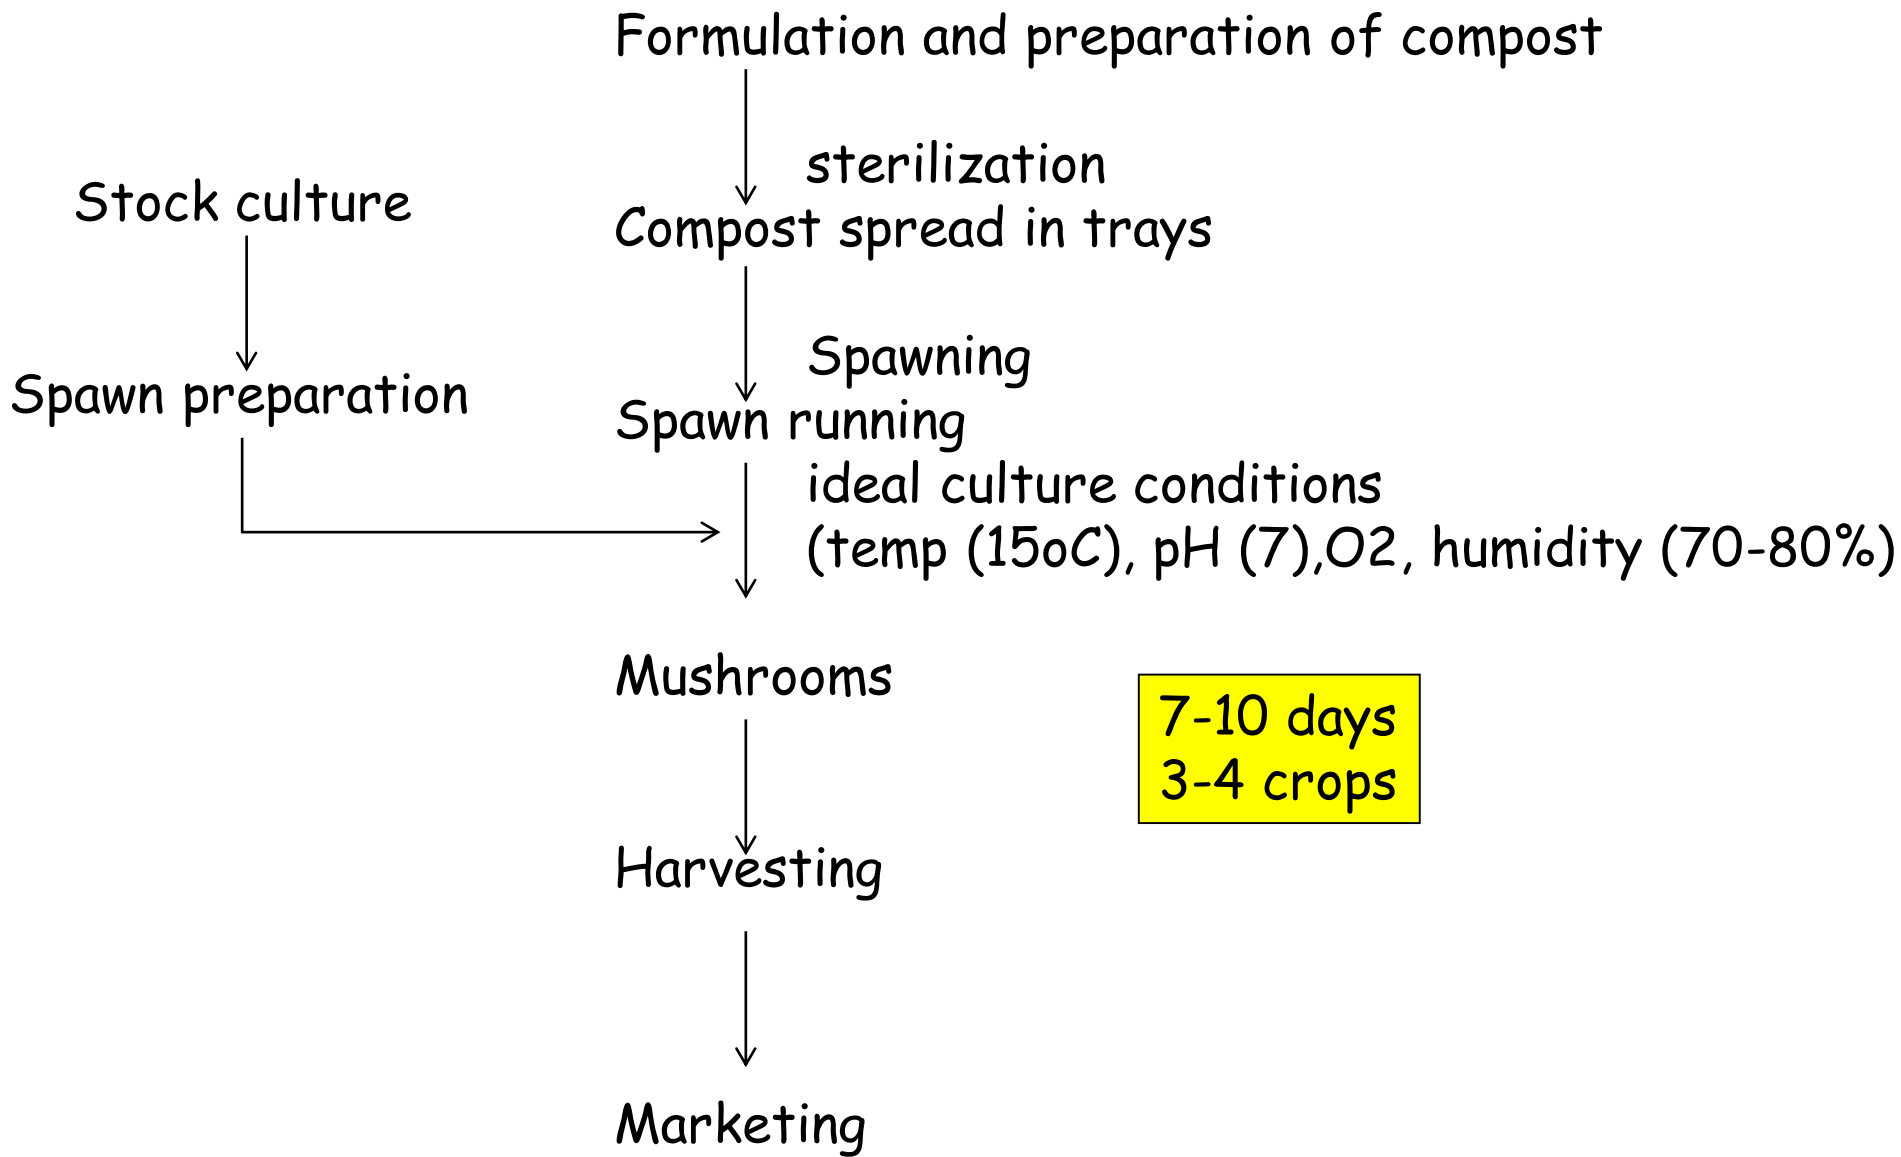 Formulation and preparation of compost
sterilization
Stock culture
Compost spread in trays
Spawning
Spawn preparation
Spawn running
ideal culture conditions
(temp (15oC), pH (7),O2, humidity (70-80%)
Mushrooms
7-10 days
3-4 crops
Harvesting
Marketing